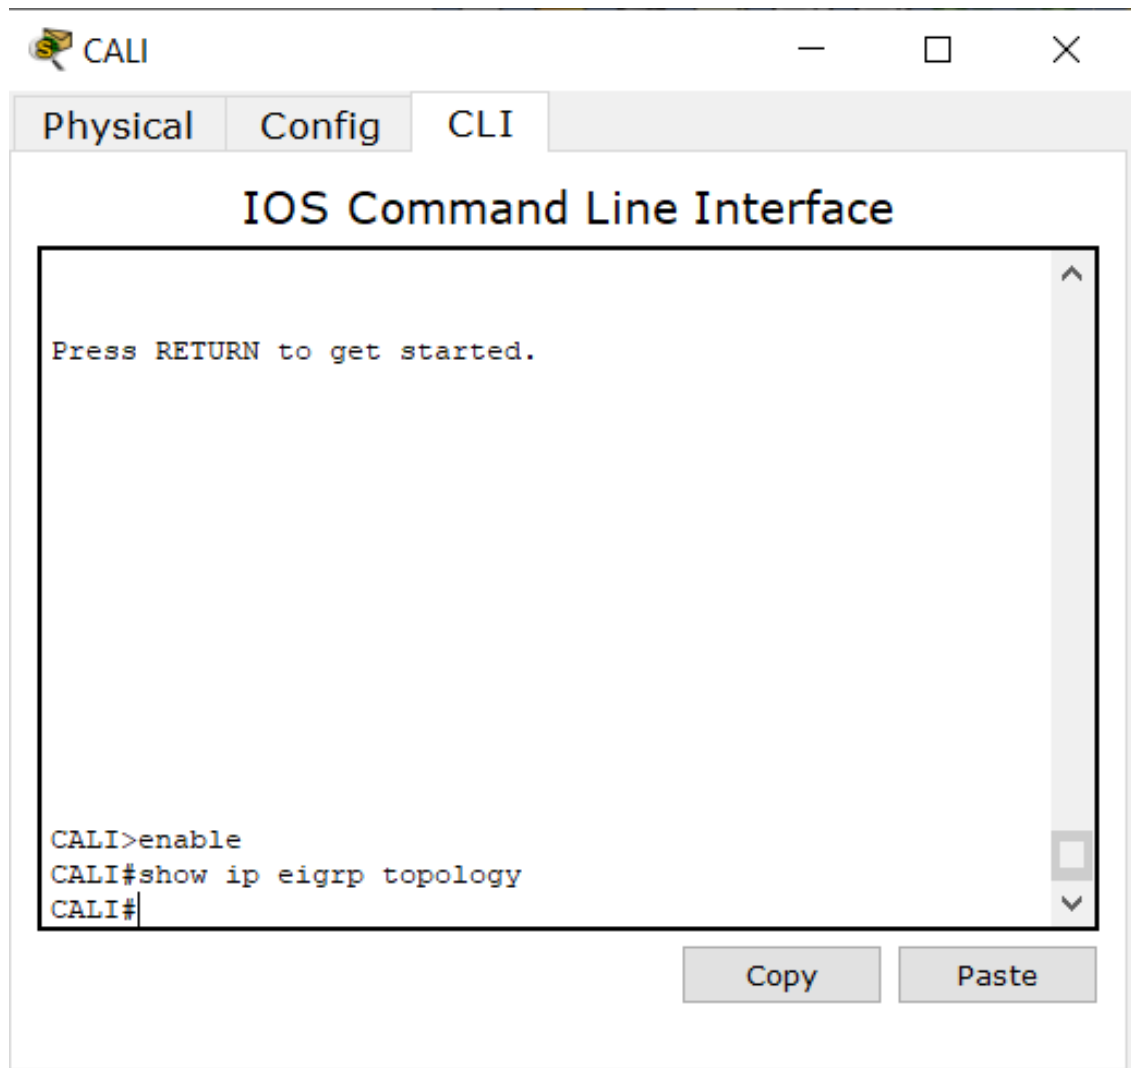 CALI
Physical Config CLI
IOS Command Line Interface
Press RETURN to get started.
CALI>enable
CALI#show ip eigrp topology
CALI#
Copy Paste